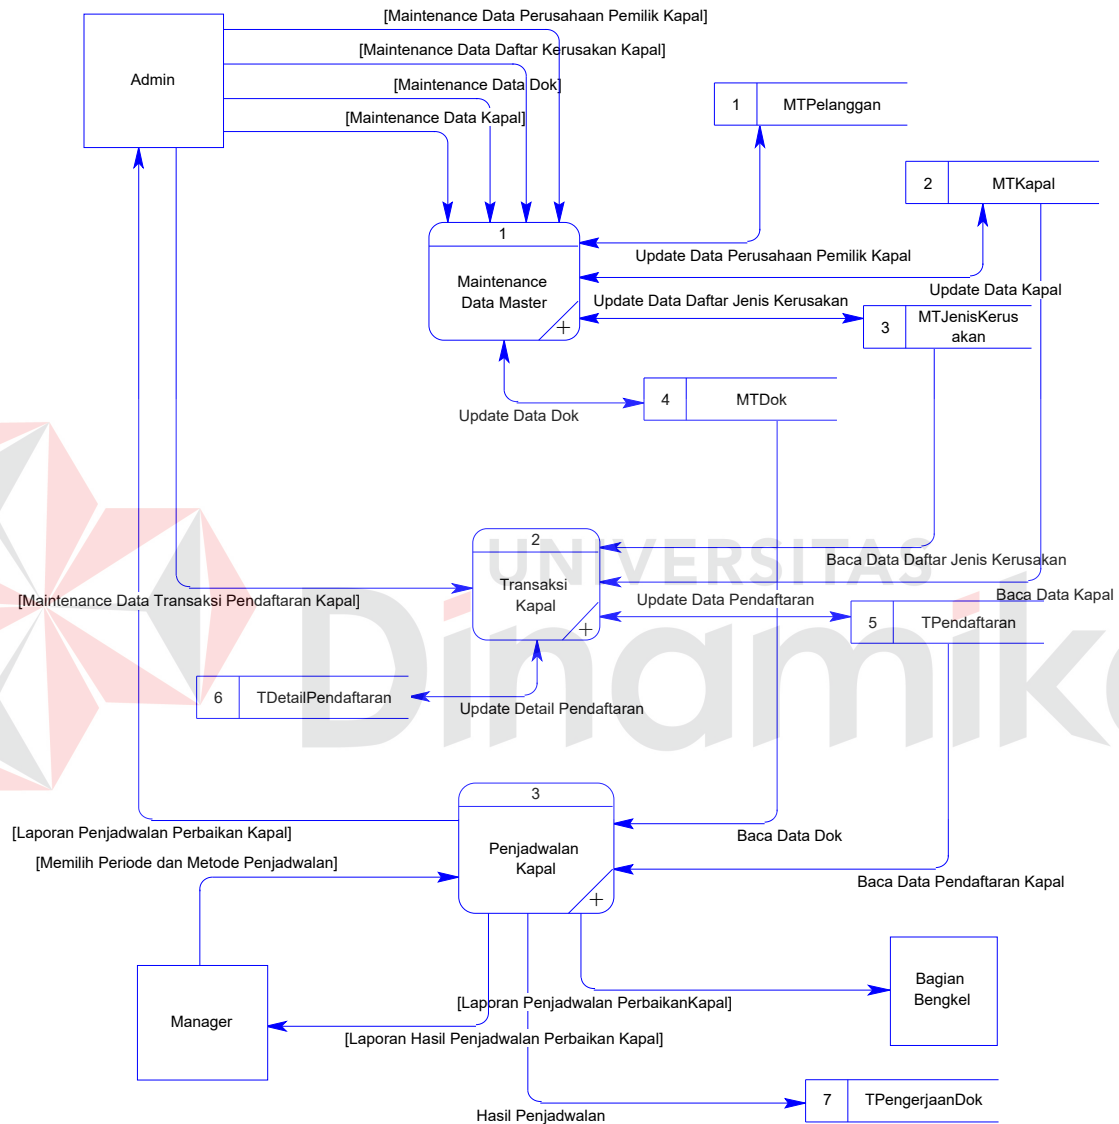 [Maintenance Data Perusahaan Pemilik Kapal]
[Maintenance Data Daftar Kerusakan Kapal]
Admin
[Maintenance Data Dok]
[Maintenance Data Kapal]
1 MTPelanggan
2 MTKapal
1
Maintenance
Data Master
+
Update Data Perusahaan Pemilik Kapal
Update Data Kapal
Update Data Daftar Jenis Kerusakan
3 MTJenisKerus
akan
4 MTDok
Update Data Dok
UNIVERSITAS
Dinamika
2
Transaksi
Kapal
+
Baca Data Daftar Jenis Kerusakan
Baca Data Kapal
[Maintenance Data Transaksi Pendaftaran Kapal]
Update Data Pendaftaran
5 TPendaftaran
6 TDetailPendaftaran
Update Detail Pendaftaran
3
Penjadwalan
Kapal
+
[Laporan Penjadwalan Perbaikan Kapal]
Baca Data Dok
[Memilih Periode dan Metode Penjadwalan]
Baca Data Pendaftaran Kapal
Manager
Bagian
Bengkel
[Laporan Penjadwalan PerbaikanKapal]
[Laporan Hasil Penjadwalan Perbaikan Kapal]
7 TPengerjaanDok
Hasil Penjadwalan